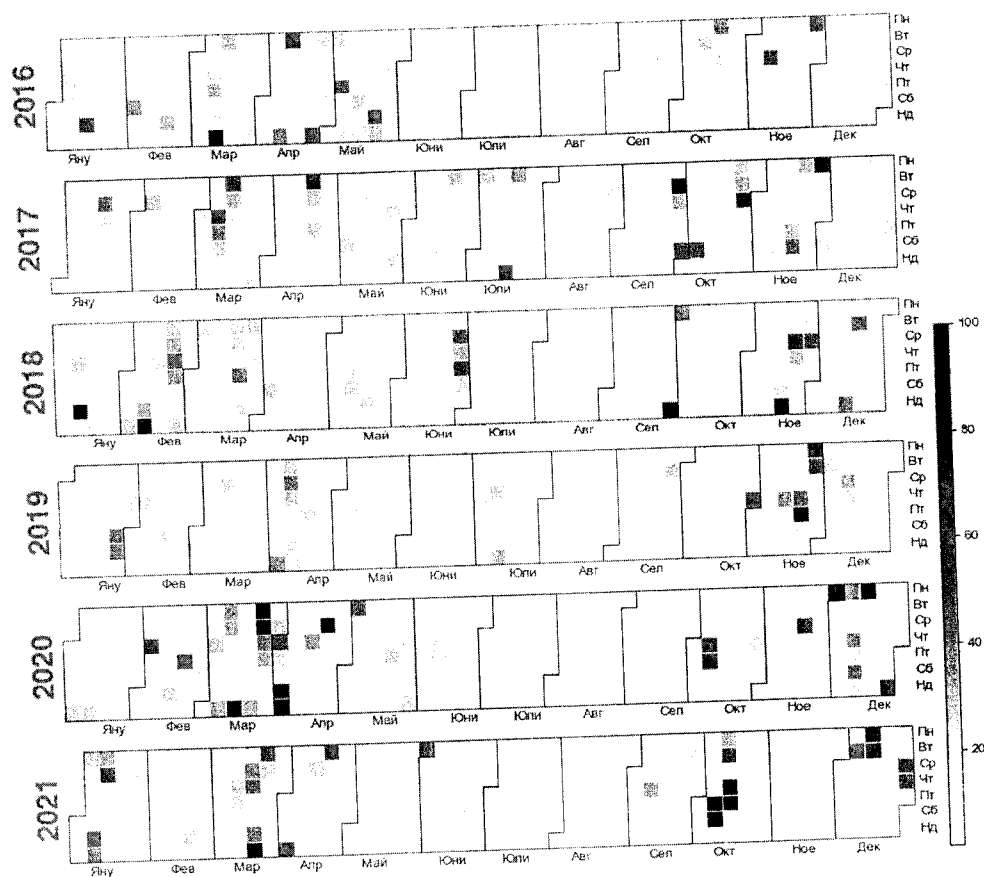 2016
Пн
Вт
Ср
Чт
Пт
Сб
Нд
Яну Фев Мар Апр Май Юни Юли Авг Сеп Окт Ное Дек
2017
Пн
Вт
Ср
Чт
Пт
Сб
Нд
Яну Фев Мар Апр Май Юни Юли Авг Сеп Окт Ное Дек
2018
Пн
Вт
Ср
Чт
Пт
Сб
Нд
Яну Фев Мар Апр Май Юни Юли Авг Сеп Окт Ное Дек
2019
Пн
Вт
Ср
Чт
Пт
Сб
Нд
Яну Фев Мар Апр Май Юни Юли Авг Сеп Окт Ное Дек
2020
Пн
Вт
Ср
Чт
Пт
Сб
Нд
Яну Фев Мар Апр Май Юни Юли Авг Сеп Окт Ное Дек
2021
Пн
Вт
Ср
Чт
Пт
Сб
Нд
Яну Фев Мар Апр Май Юни Юли Авг Сеп Окт Ное Дек
100
80
60
40
20